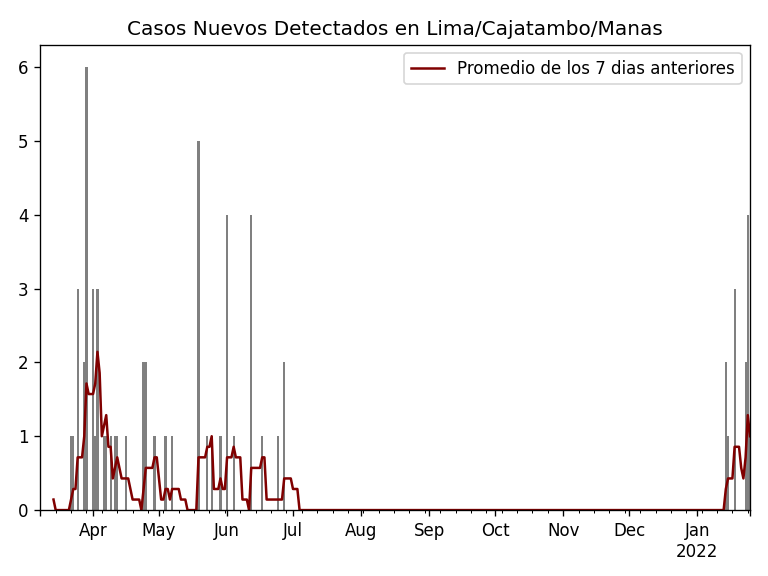 Casos Nuevos Detectados en Lima/Cajatambo/Manas
Promedio de los 7 dias anteriores
6
5
4
3
2
1
0
Apr May Jun Jul Aug Sep Oct Nov Dec Jan
2022